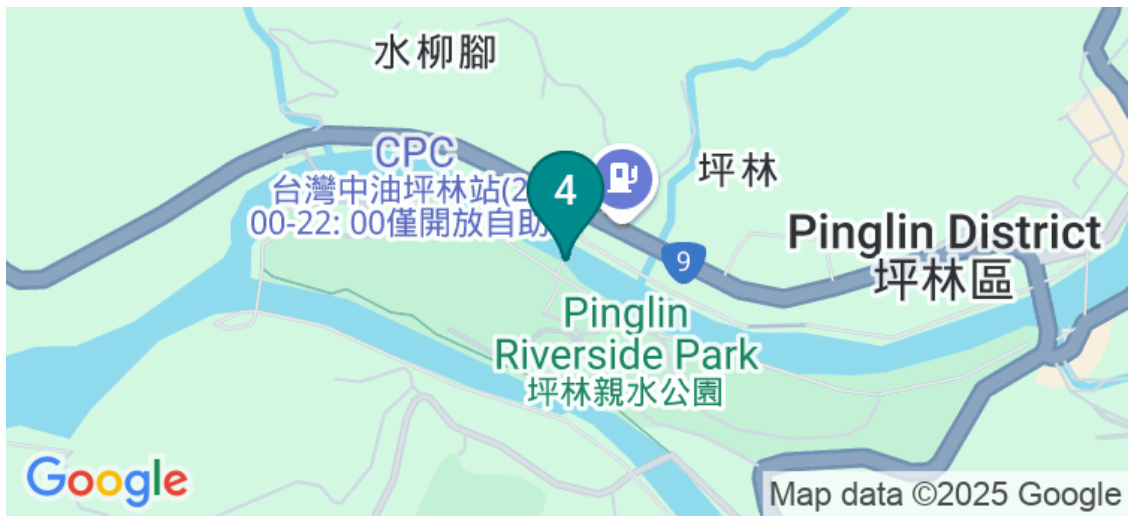 水柳腳
CPC
台灣中油坪林站(2
00-22: 00僅開放自助
4
坪林
9
Pinglin District
坪林區
Pinglin
Riverside Park
坪林親水公園
Google
Map data ©2025 Google